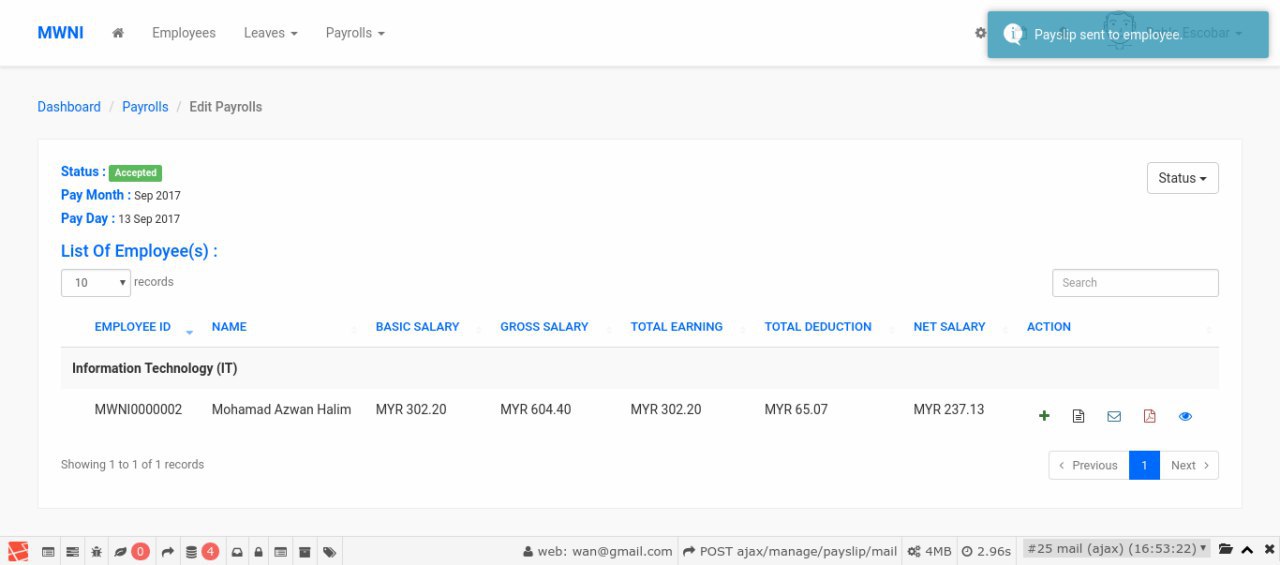 MWNI Employees Leaves Payrolls Payslip sent to employee. Escobar
Dashboard / Payrolls / Edit Payrolls
Status : Accepted Status
Pay Month : Sep 2017
Pay Day : 13 Sep 2017
List Of Employee(s) :
10 records Search
EMPLOYEE ID NAME BASIC SALARY GROSS SALARY TOTAL EARNING TOTAL DEDUCTION NET SALARY ACTION
Information Technology (IT)
MWNI0000002 Mohamad Azwan Halim MYR 302.20 MYR 604.40 MYR 302.20 MYR 65.07 MYR 237.13
Showing 1 to 1 of 1 records ‹ Previous 1 Next ›
0 4 web: wan@gmail.com POST ajax/manage/payslip/mail 4MB 2.96s #25 mail (ajax) (16:53:22)